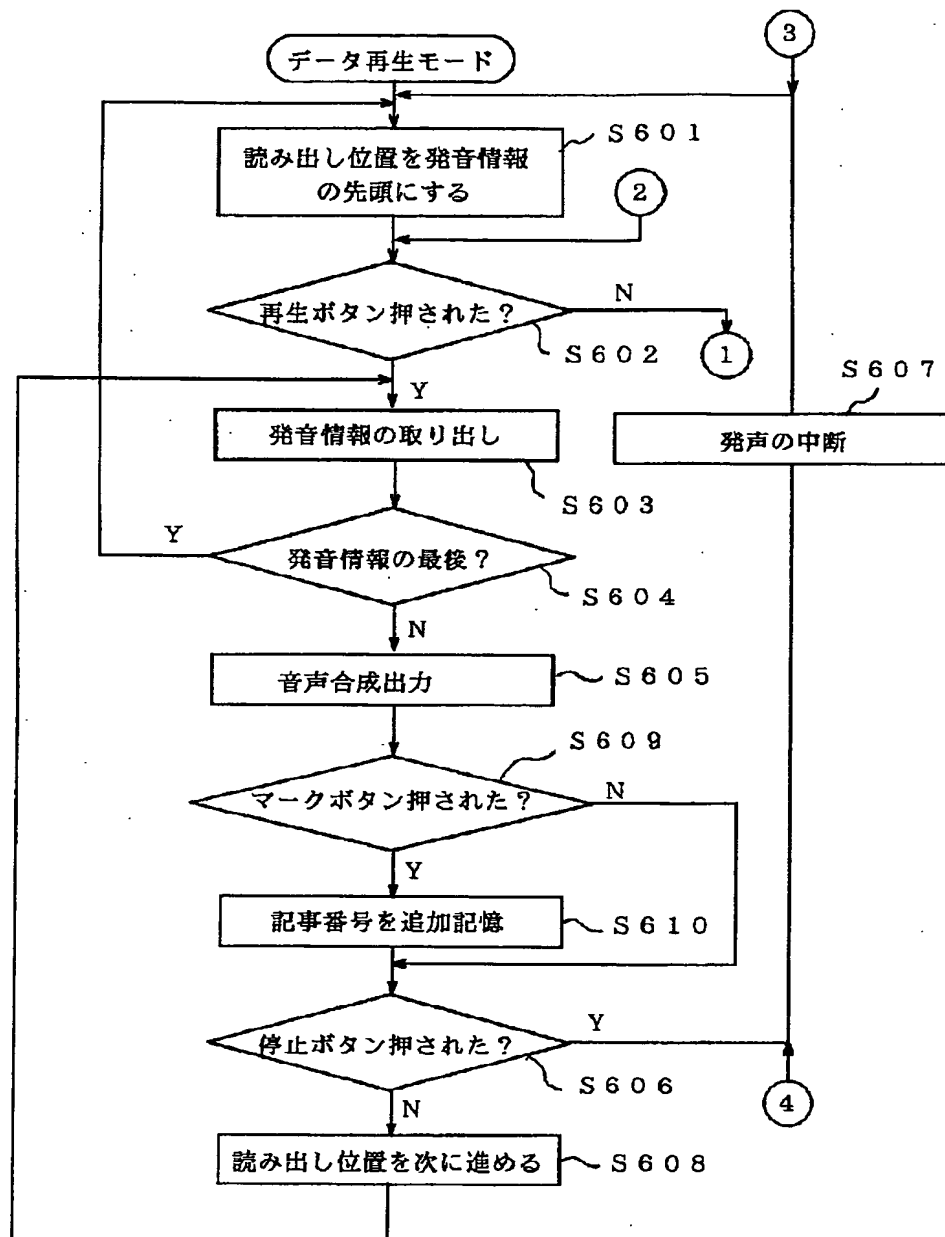 ③
データ再生モード
S601
読み出し位置を発音情報
の先頭にする
②
再生ボタン押された？
N
S602
①
S607
Y
発音情報の取り出し
発声の中断
S603
Y
発音情報の最後？
S604
N
音声合成出力
S605
S609
マークボタン押された？
N
Y
記事番号を追加記憶
S610
停止ボタン押された？
Y
S606
④
N
読み出し位置を次に進める
S608